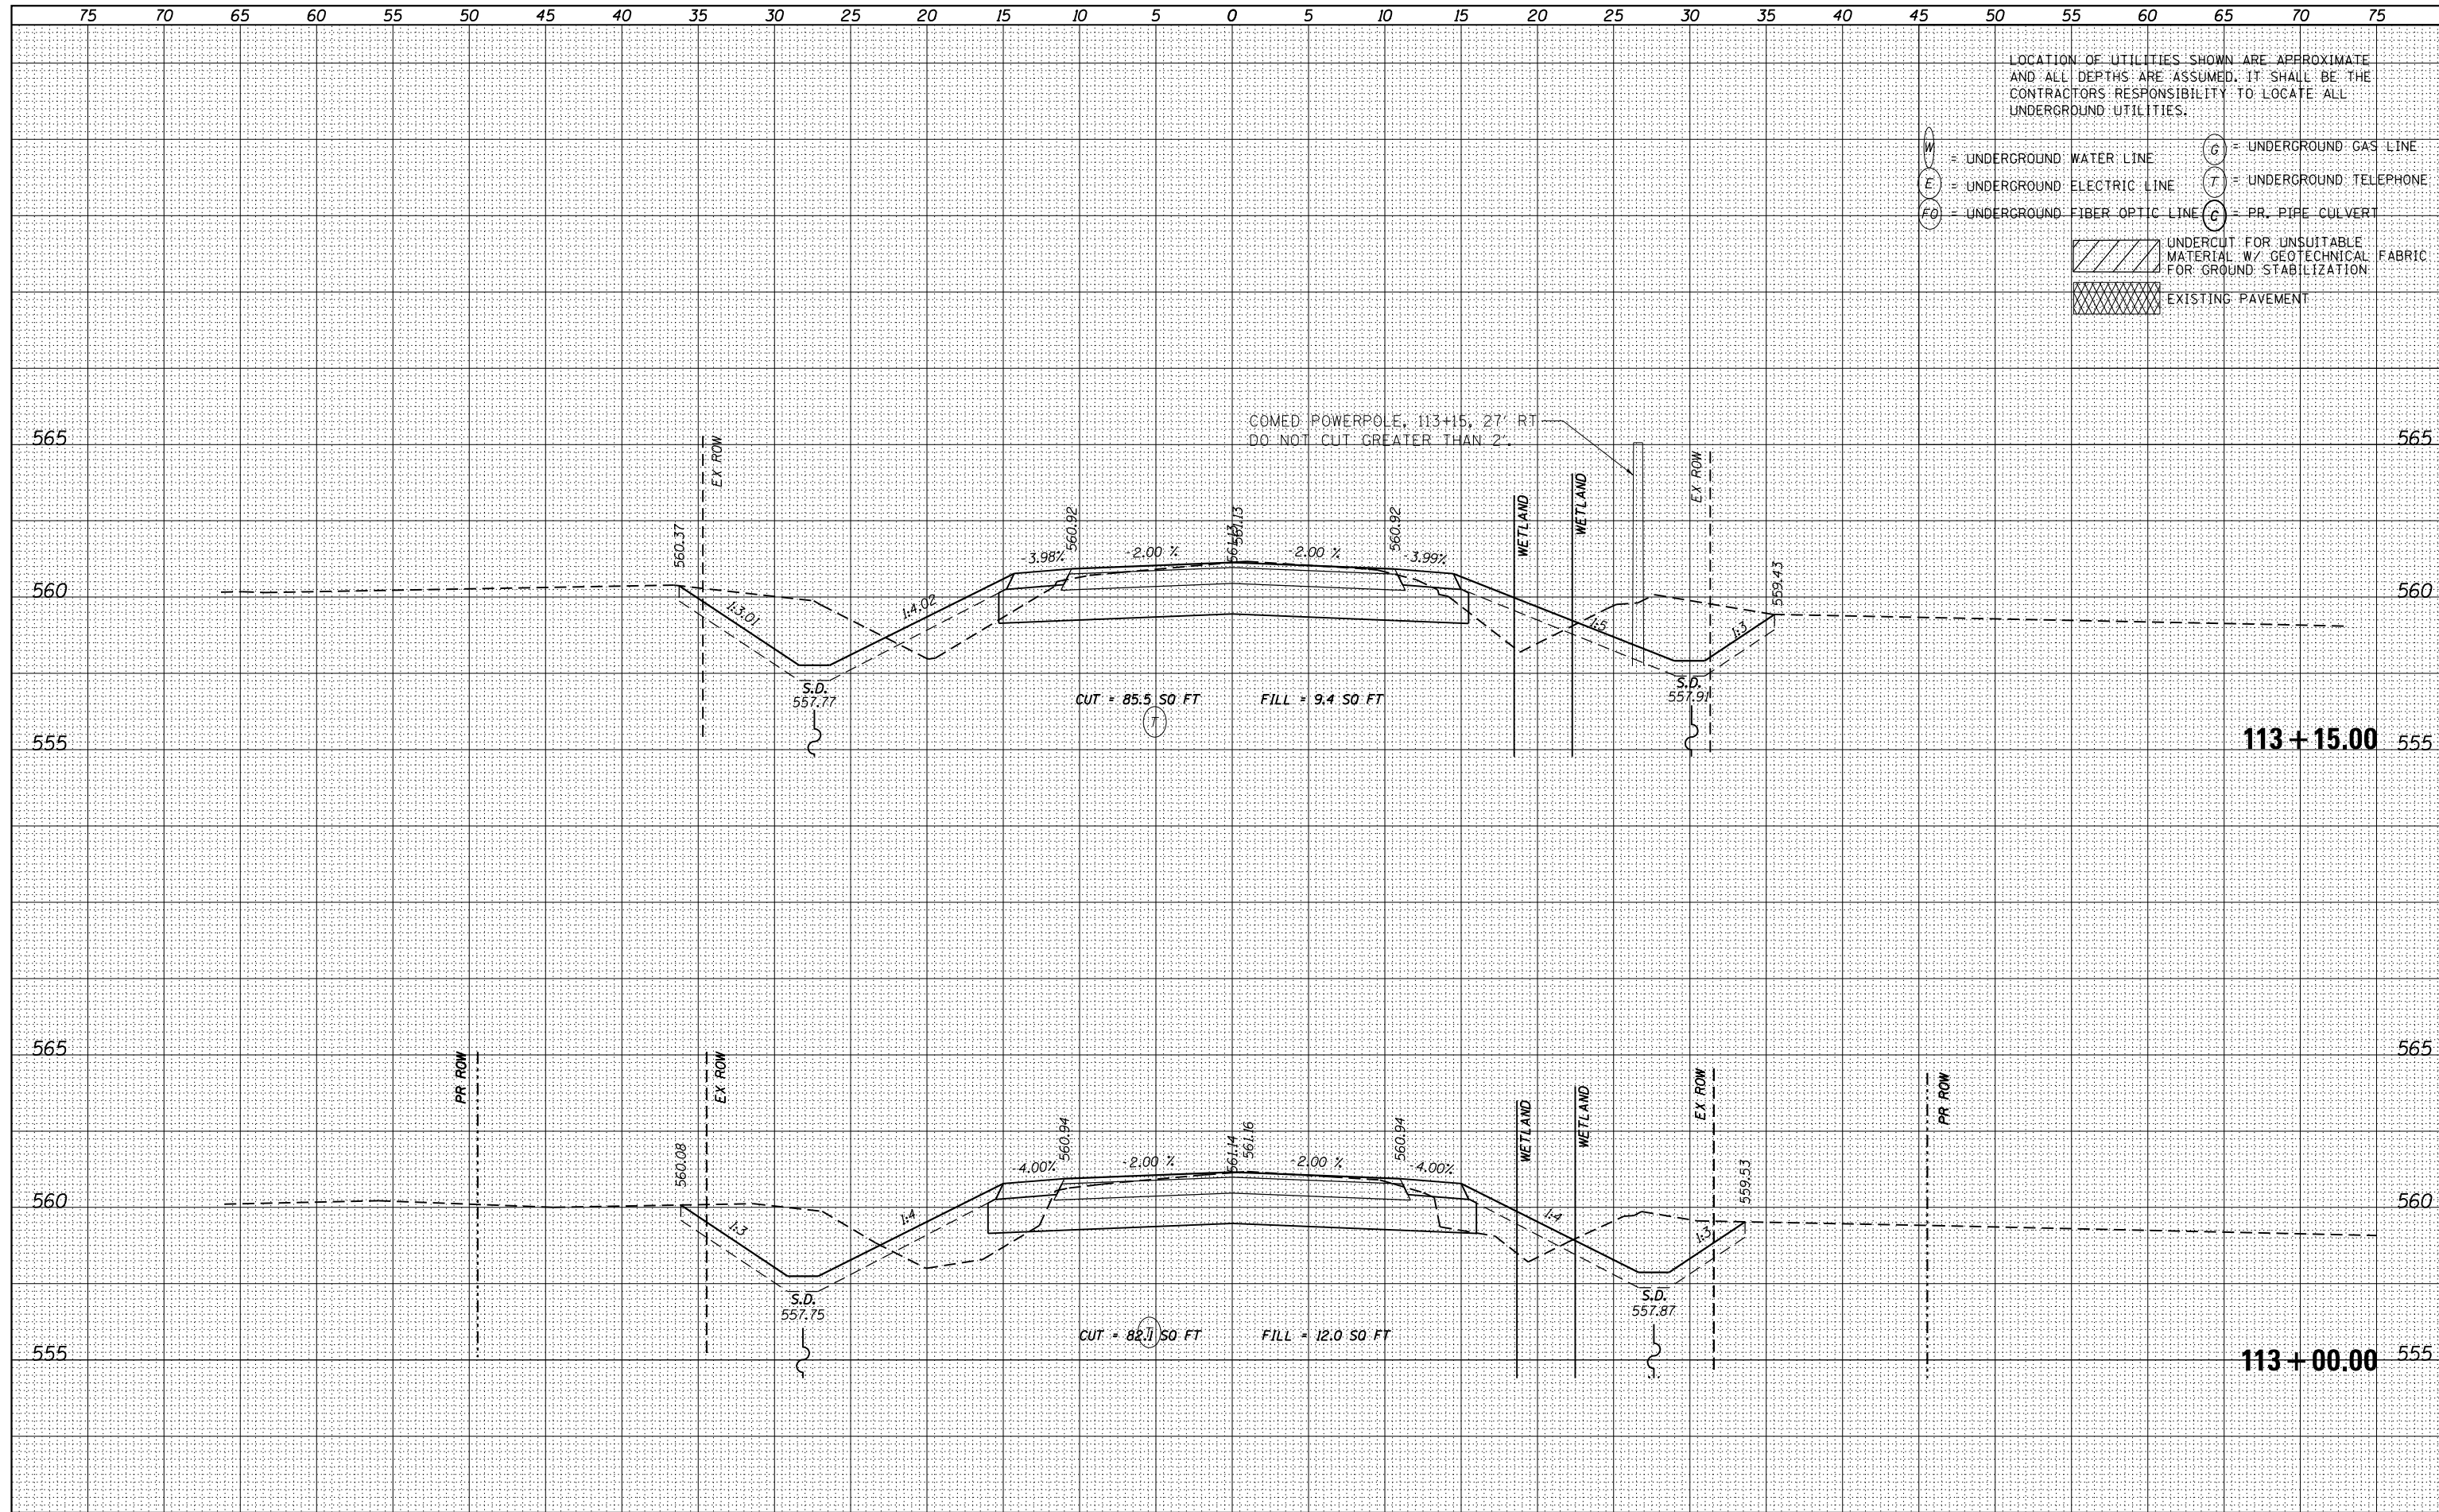 75 70 65 60 55 50 45 40 35 30 25 20 15 10 5 0 5 10 15 20 25 30 35 40 45 50 55 60 65 70 75
LOCATION OF UTILITIES SHOWN ARE APPROXIMATE
AND ALL DEPTHS ARE ASSUMED. IT SHALL BE THE
CONTRACTORS RESPONSIBILITY TO LOCATE ALL
UNDERGROUND UTILITIES.
W = UNDERGROUND WATER LINE
G = UNDERGROUND GAS LINE
E = UNDERGROUND ELECTRIC LINE
T = UNDERGROUND TELEPHONE
FO = UNDERGROUND FIBER OPTIC LINE
C = PR. PIPE CULVERT
UNDERCUT FOR UNSUITABLE
MATERIAL W/ GEOTECHNICAL FABRIC
FOR GROUND STABILIZATION
EXISTING PAVEMENT
COMED POWERPOLE, 113+15, 27' RT
DO NOT CUT GREATER THAN 2'.
565
565
EX ROW
EX ROW
WETLAND
WETLAND
560.37
560.92
561.13
561.13
560.92
559.43
-3.98%
-2.00 %
-2.00 %
-3.99%
560
560
1:3.01
1:4.02
1:5
1:3
S.D.
557.77
S.D.
557.91
CUT = 85.5 SQ FT
FILL = 9.4 SQ FT
T
555
113+15.00
555
565
565
PR ROW
EX ROW
EX ROW
PR ROW
WETLAND
WETLAND
560.08
560.94
561.14
561.16
560.94
559.53
-4.00%
-2.00 %
-2.00 %
-4.00%
560
560
1:3
1:4
1:4
1:3
S.D.
557.75
S.D.
557.87
CUT = 82.1 SQ FT
FILL = 12.0 SQ FT
T
555
113+00.00
555